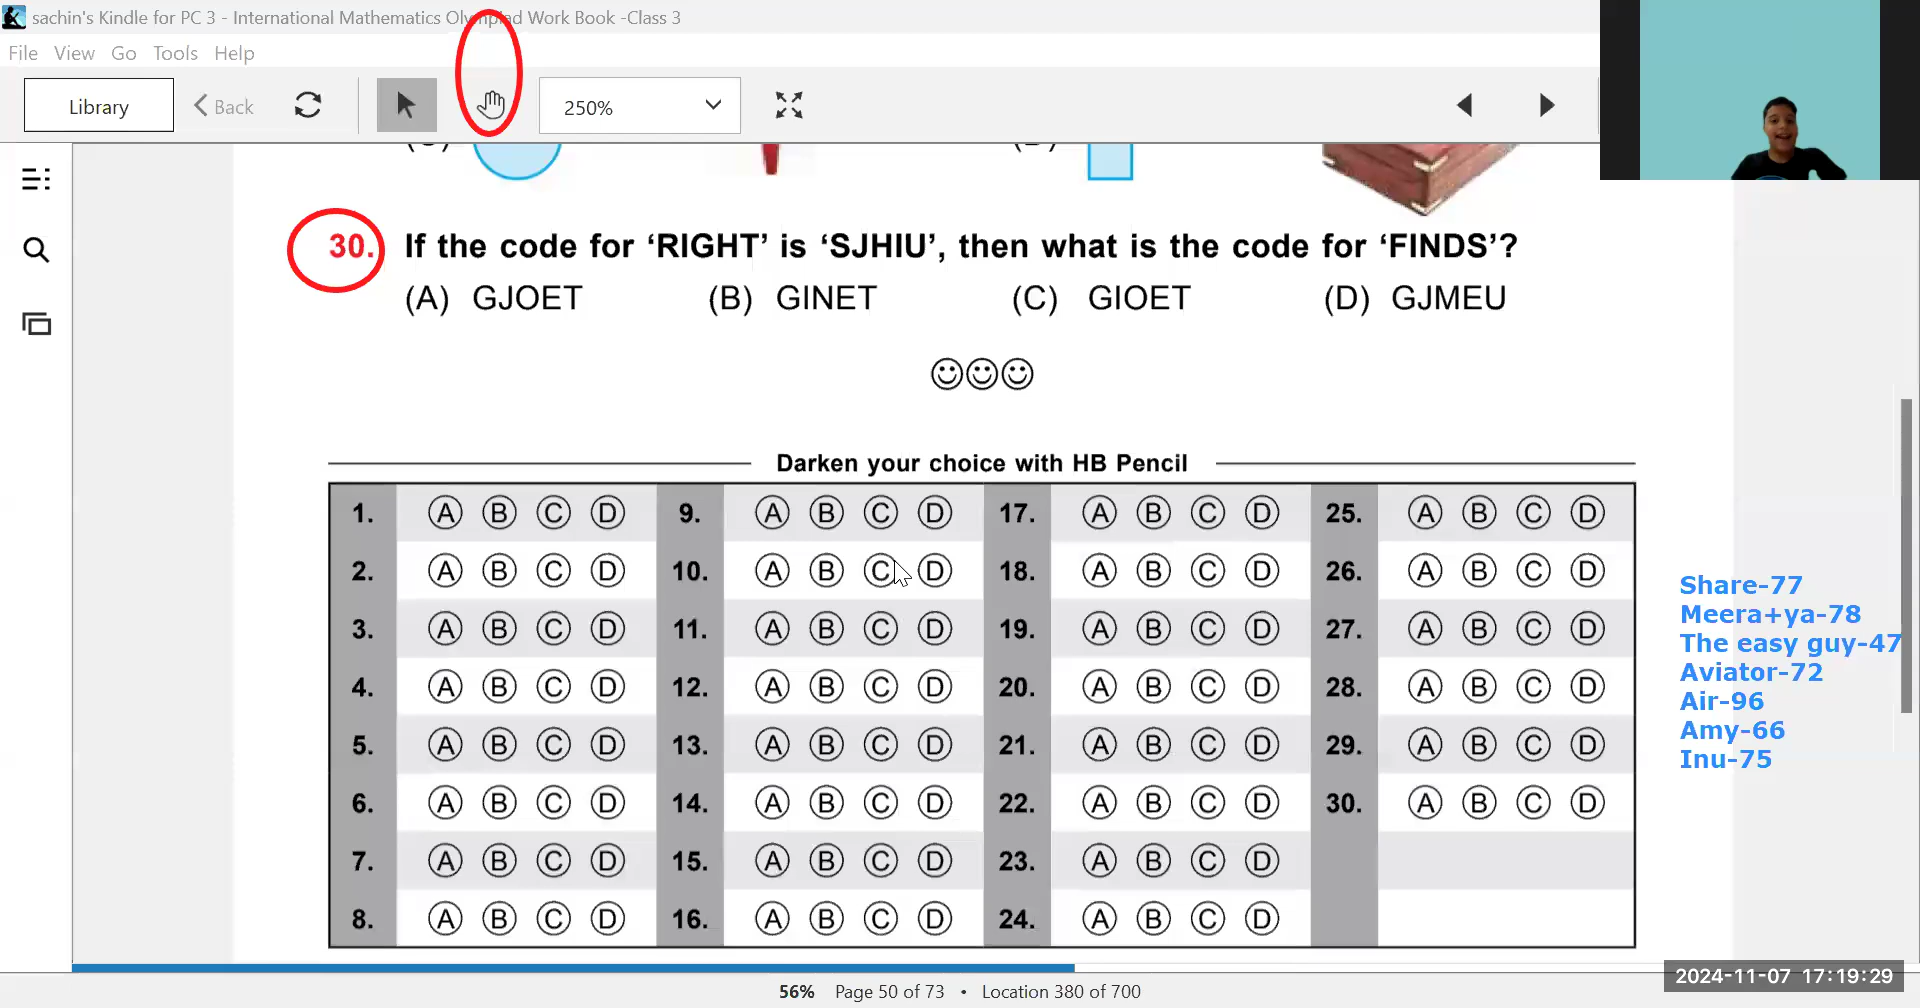 sachin's Kindle for PC 3 - International Mathematics Olympiad Work Book -Class 3
File View Go Tools Help
Library Back 250%
30. If the code for ‘RIGHT’ is ‘SJHIU’, then what is the code for ‘FINDS’?
(A) GJOET (B) GINET (C) GIOET (D) GJMEU
Darken your choice with HB Pencil
1. A B C D 9. A B C D 17. A B C D 25. A B C D
2. A B C D 10. A B C D 18. A B C D 26. A B C D
3. A B C D 11. A B C D 19. A B C D 27. A B C D
4. A B C D 12. A B C D 20. A B C D 28. A B C D
5. A B C D 13. A B C D 21. A B C D 29. A B C D
6. A B C D 14. A B C D 22. A B C D 30. A B C D
7. A B C D 15. A B C D 23. A B C D
8. A B C D 16. A B C D 24. A B C D
Share-77
Meera+ya-78
The easy guy-47
Aviator-72
Air-96
Amy-66
Inu-75
2024-11-07 17:19:29
56% Page 50 of 73 • Location 380 of 700